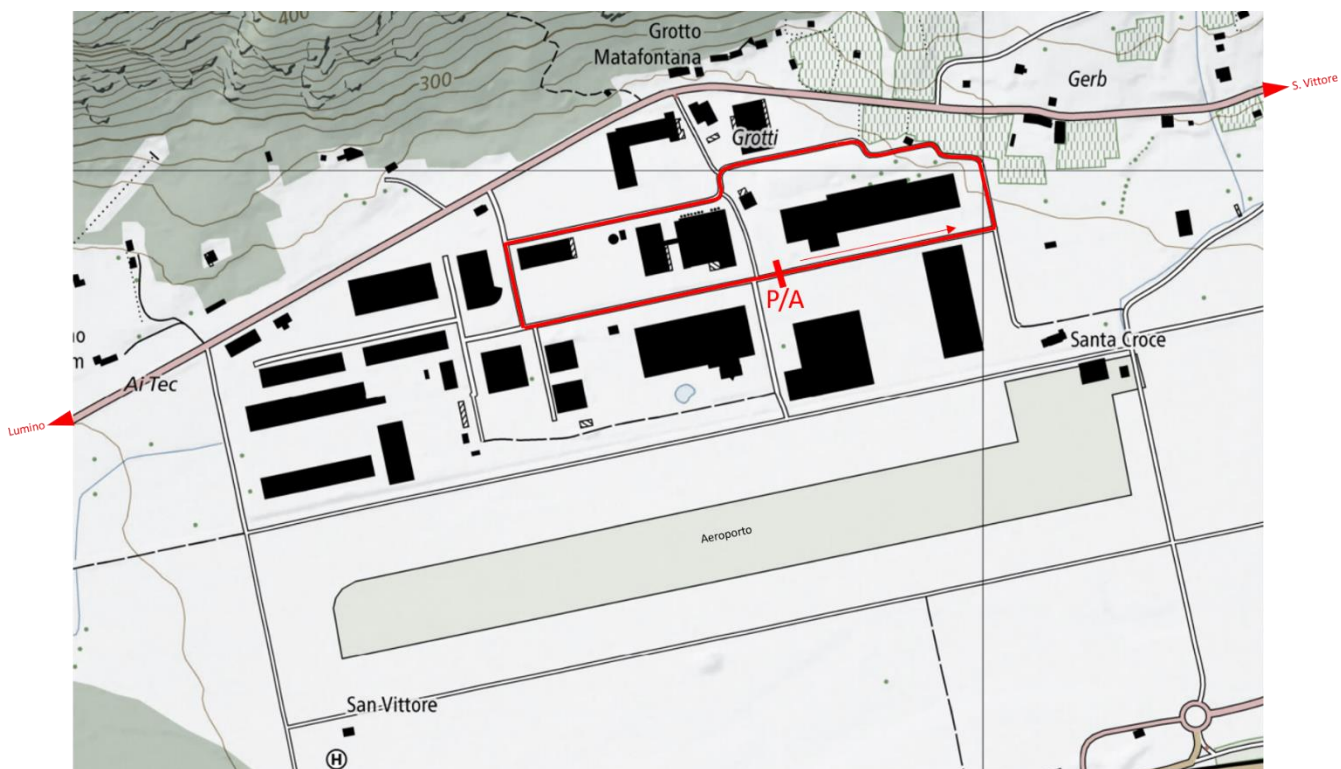 400
Grotto
Matafontana
300
Gerb
S. Vittore
Grotti
P/A
Santa Croce
Ai Tec
Lumino
Aeroporto
San Vittore
H